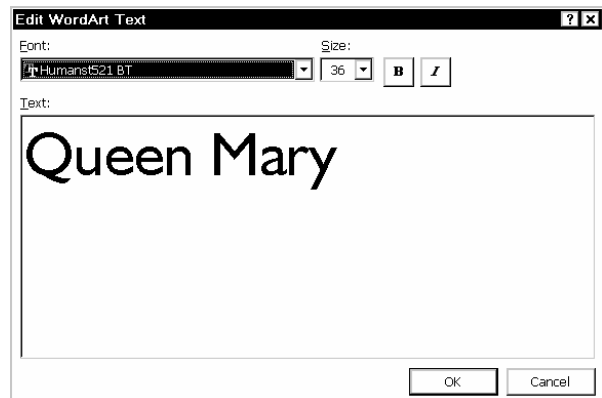 Edit WordArt Text
Font: Size:
Humanst521 BT 36 B I
Text:
Queen Mary
OK Cancel